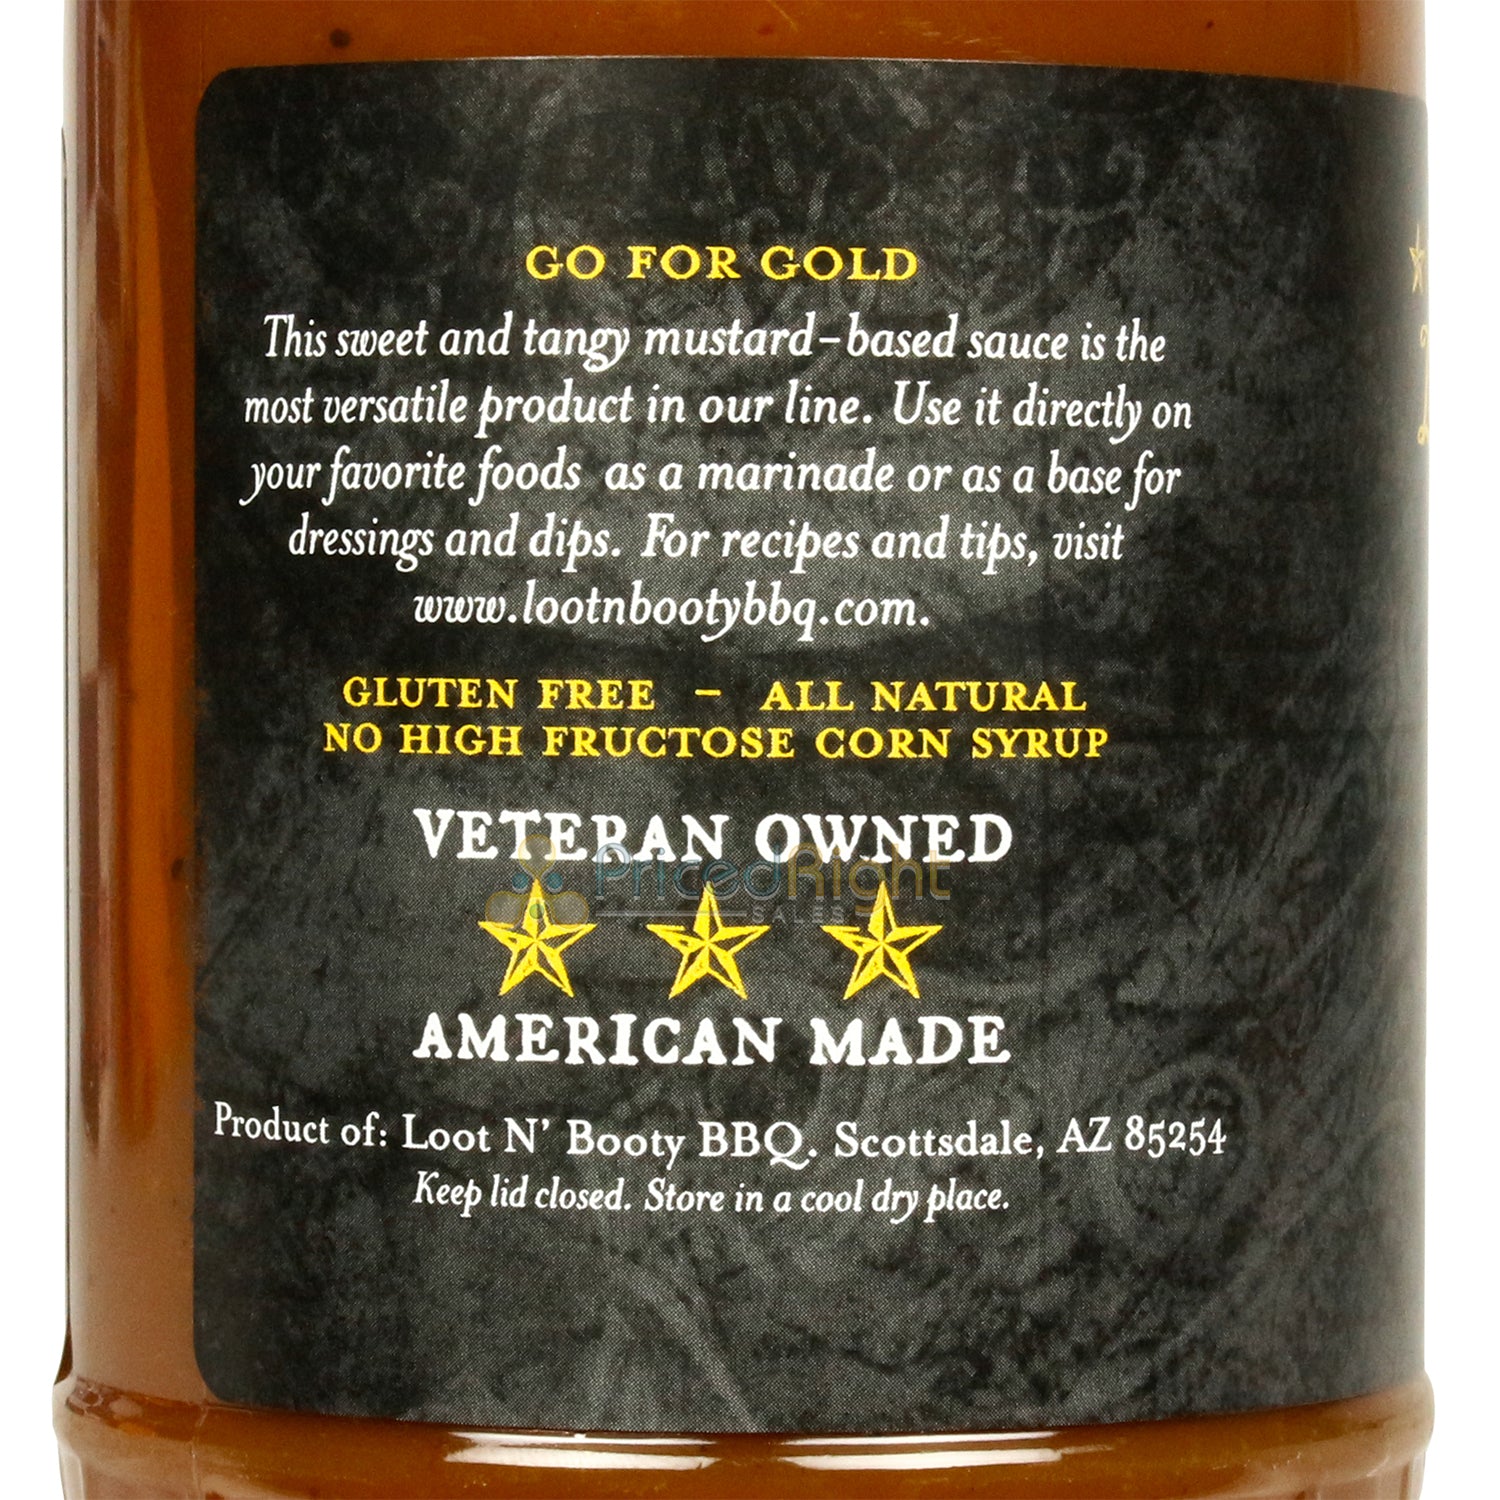 GO FOR GOLD
This sweet and tangy mustard-based sauce is the
most versatile product in our line. Use it directly on
your favorite foods as a marinade or as a base for
dressings and dips. For recipes and tips, visit
www.lootnbootybbq.com.
GLUTEN FREE – ALL NATURAL
NO HIGH FRUCTOSE CORN SYRUP
VETERAN OWNED
PricedRight
SALES
AMERICAN MADE
Product of: Loot N' Booty BBQ. Scottsdale, AZ 85254
Keep lid closed. Store in a cool dry place.